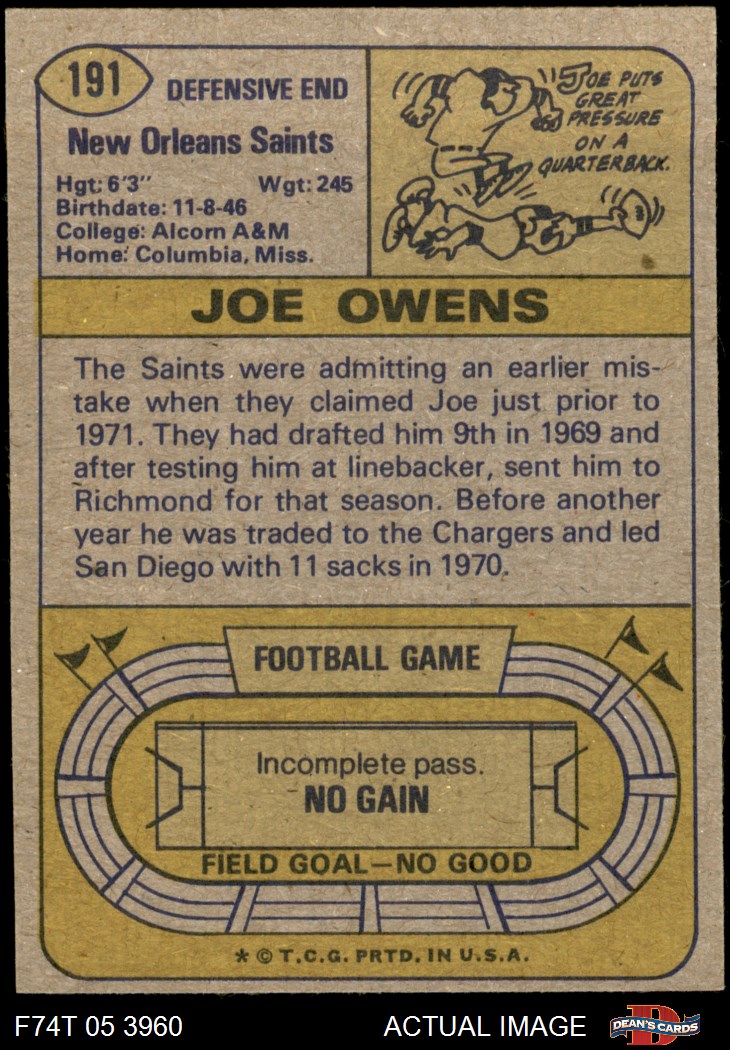 191
DEFENSIVE END
New Orleans Saints
Hgt: 6'3" Wgt: 245
Birthdate: 11-8-46
College: Alcorn A&M
Home: Columbia, Miss.
JOE PUTS
GREAT
PRESSURE
ON A
QUARTERBACK.
JOE OWENS
The Saints were admitting an earlier mis-
take when they claimed Joe just prior to
1971. They had drafted him 9th in 1969 and
after testing him at linebacker, sent him to
Richmond for that season. Before another
year he was traded to the Chargers and led
San Diego with 11 sacks in 1970.
FOOTBALL GAME
Incomplete pass.
NO GAIN
FIELD GOAL—NO GOOD
* © T.C.G. PRTD. IN U.S.A.
F74T 05 3960 ACTUAL IMAGE
D
DEAN'S CARDS